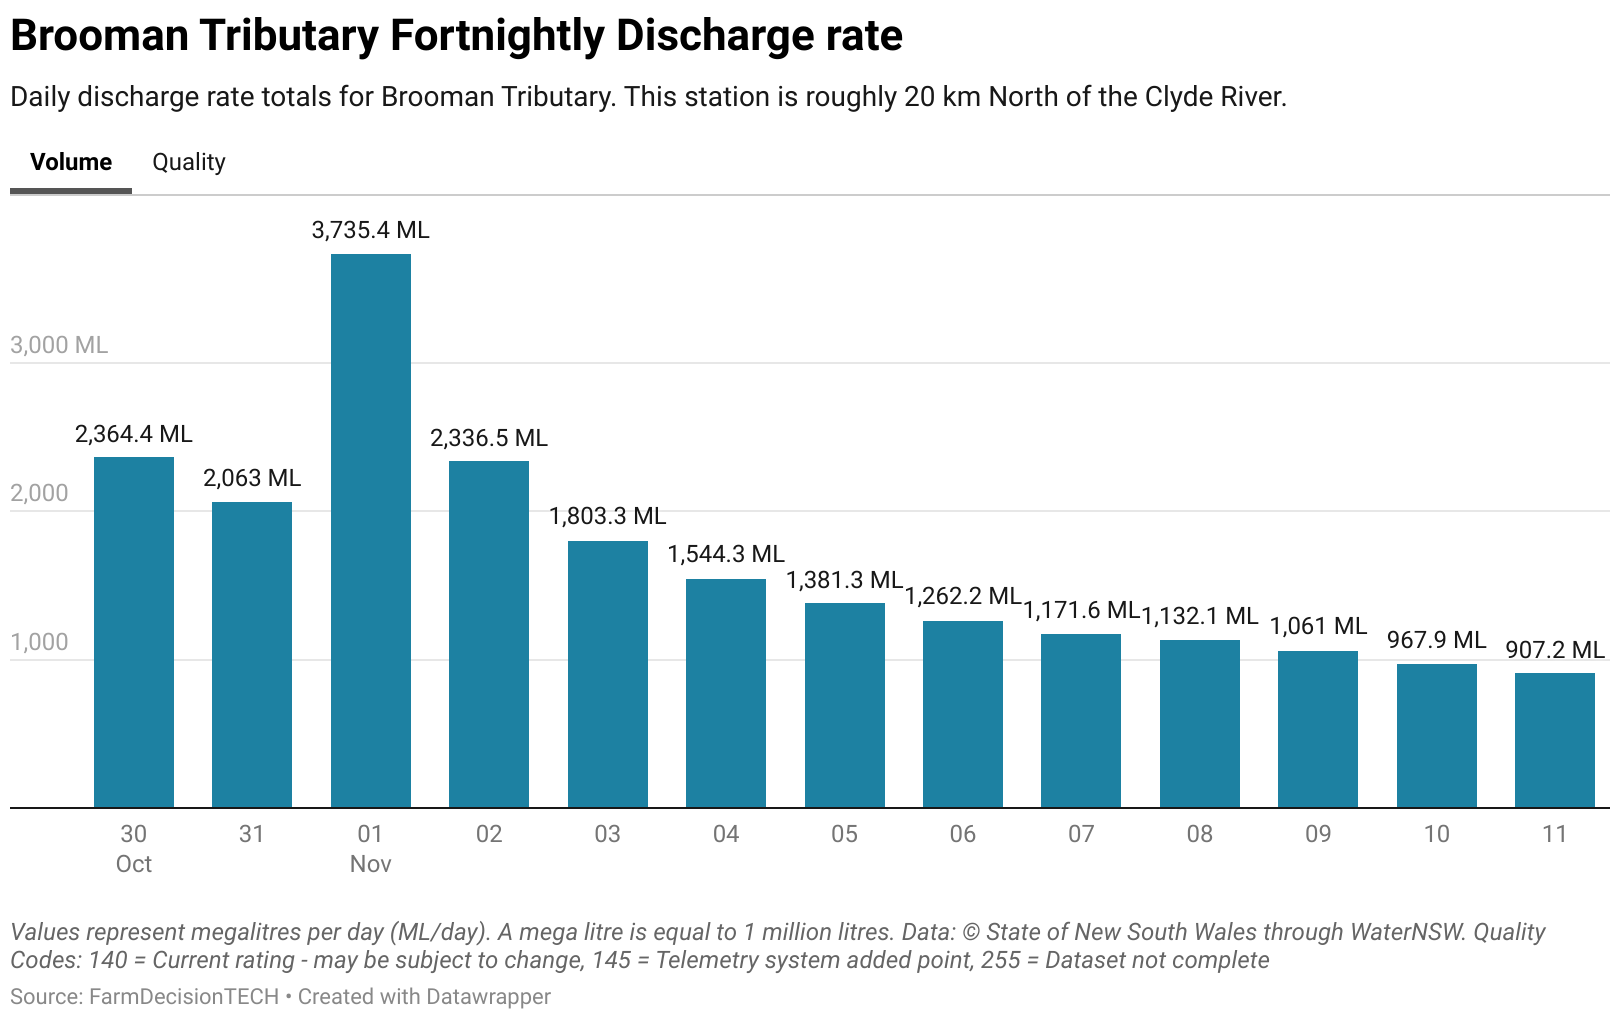 Brooman Tributary Fortnightly Discharge rate
Daily discharge rate totals for Brooman Tributary. This station is roughly 20 km North of the Clyde River.
Volume Quality
3,735.4 ML
3,000 ML
2,364.4 ML
2,336.5 ML
2,063 ML
2,000
1,803.3 ML
1,544.3 ML
1,381.3 ML
1,262.2 ML
1,171.6 ML
1,132.1 ML
1,061 ML
967.9 ML
907.2 ML
1,000
30 31 01 02 03 04 05 06 07 08 09 10 11
Oct Nov
Values represent megalitres per day (ML/day). A mega litre is equal to 1 million litres. Data: © State of New South Wales through WaterNSW. Quality
Codes: 140 = Current rating - may be subject to change, 145 = Telemetry system added point, 255 = Dataset not complete
Source: FarmDecisionTECH • Created with Datawrapper